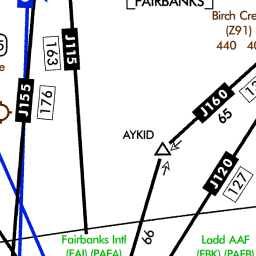 FAIRBANKS
Birch Cre
(Z91)
440 40
J115
163
J155
176
J160
65
AYKID
J120
127
66
Fairbanks Intl
(FAI) (PAFA)
Ladd AAF
(FBK) (PAFB)